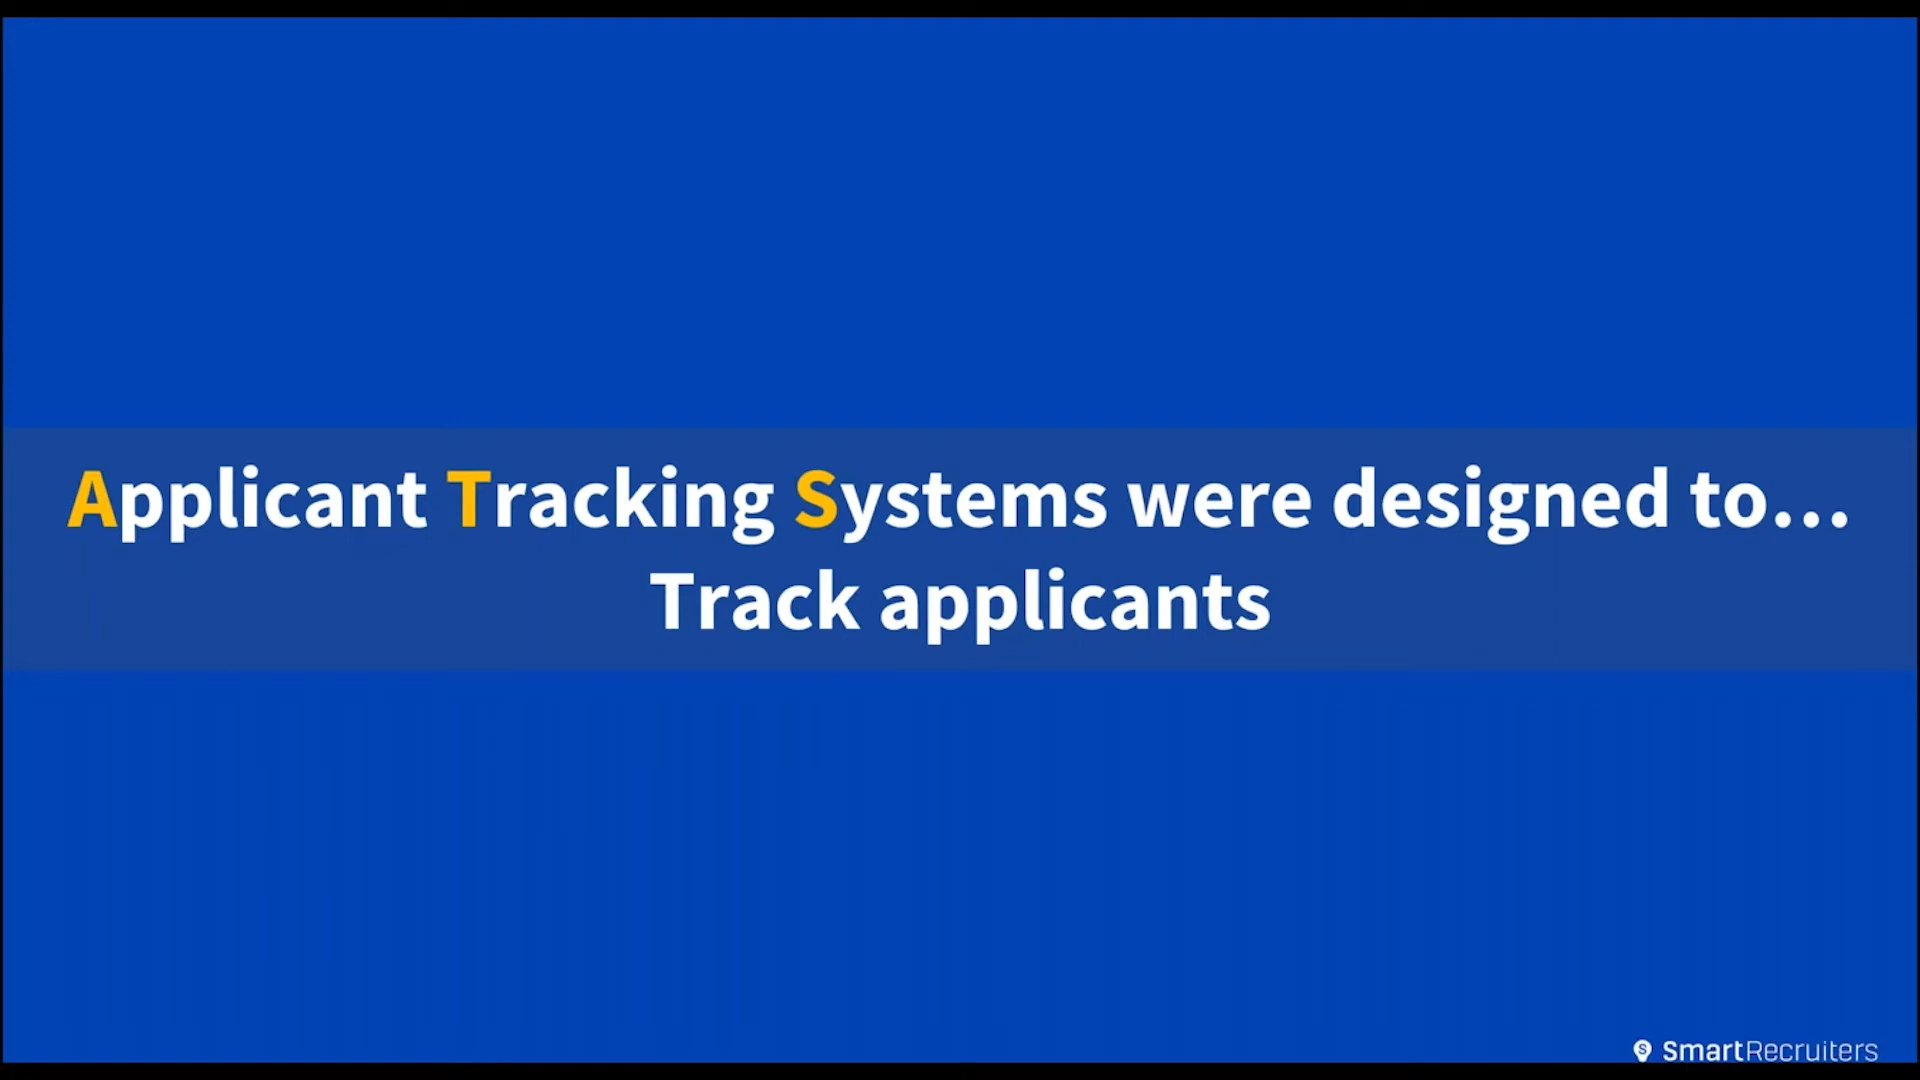 Applicant Tracking Systems were designed to...
Track applicants
SmartRecruiters